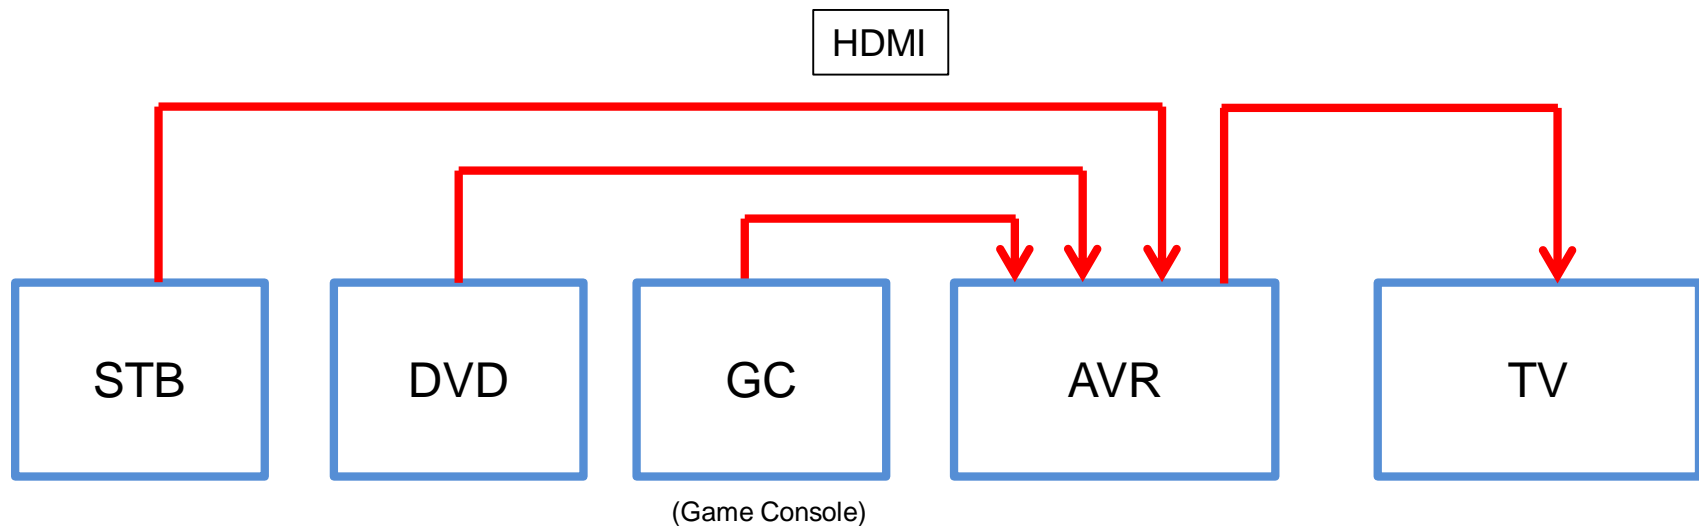 HDMI
STB
DVD
GC
AVR
TV
(Game Console)